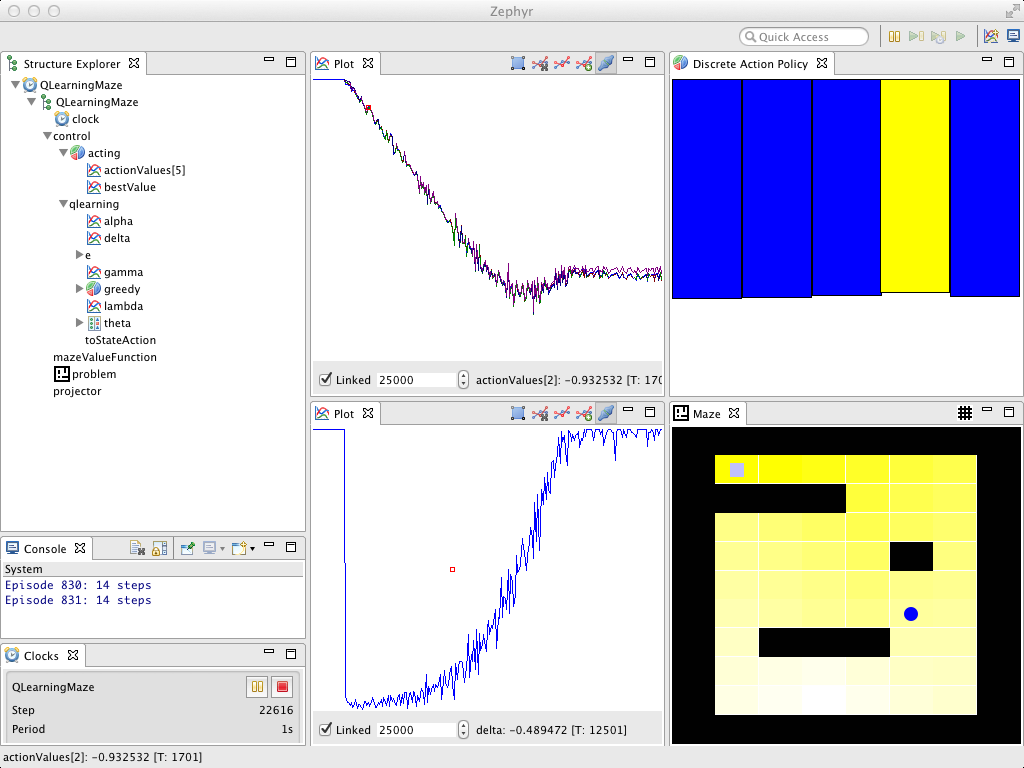 Zephyr
Quick Access
Structure Explorer
QLearningMaze
QLearningMaze
clock
control
acting
actionValues[5]
bestValue
qlearning
alpha
delta
e
gamma
greedy
lambda
theta
toStateAction
mazeValueFunction
problem
projector
Plot
Linked 25000 actionValues[2]: -0.932532 [T: 170
Discrete Action Policy
Plot
Linked 25000 delta: -0.489472 [T: 12501]
Maze
Console
System
Episode 830: 14 steps
Episode 831: 14 steps
Clocks
QLearningMaze
Step 22616
Period 1s
actionValues[2]: -0.932532 [T: 1701]